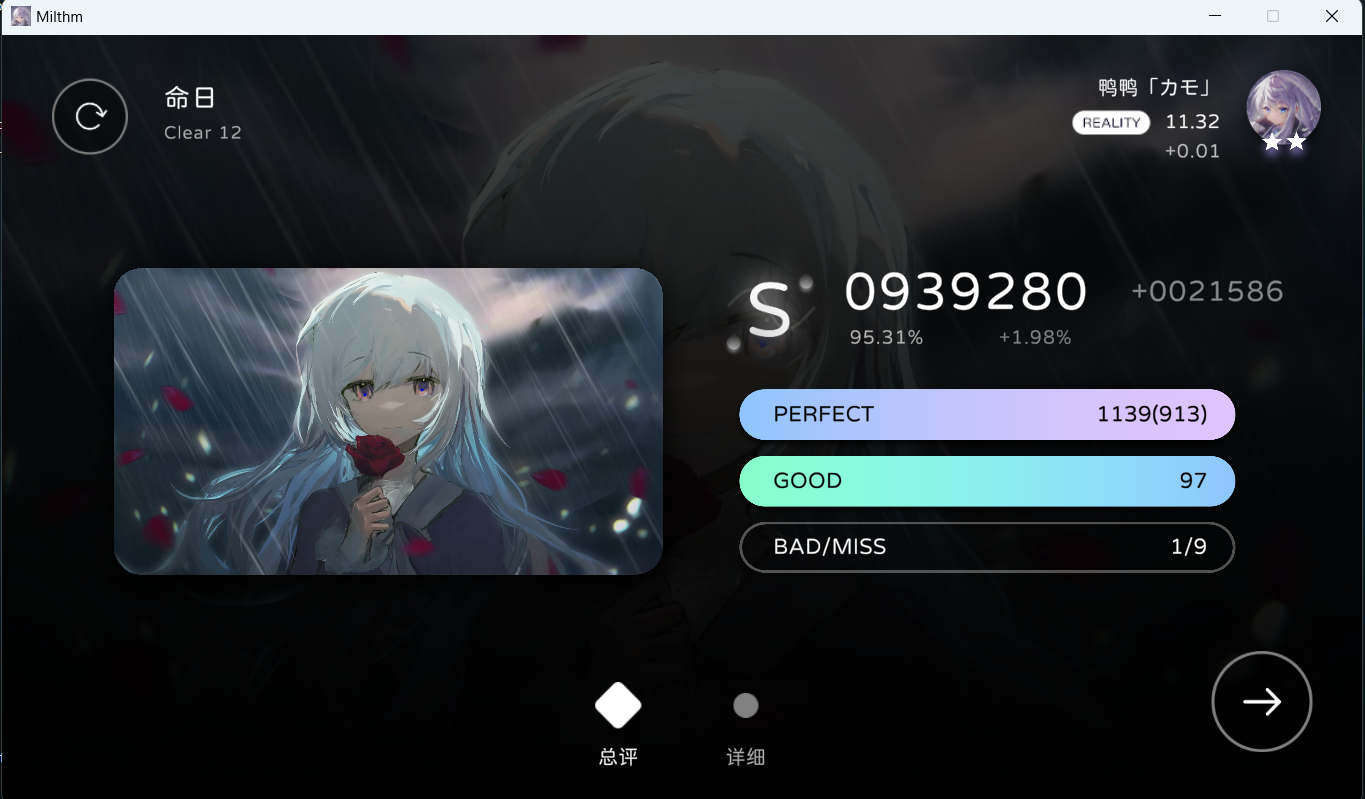 Milthm
命日
Clear 12
鸭鸭「カモ」
REALITY 11.32
+0.01
S 0939280 +0021586
95.31% +1.98%
PERFECT 1139(913)
GOOD 97
BAD/MISS 1/9
总评 详细